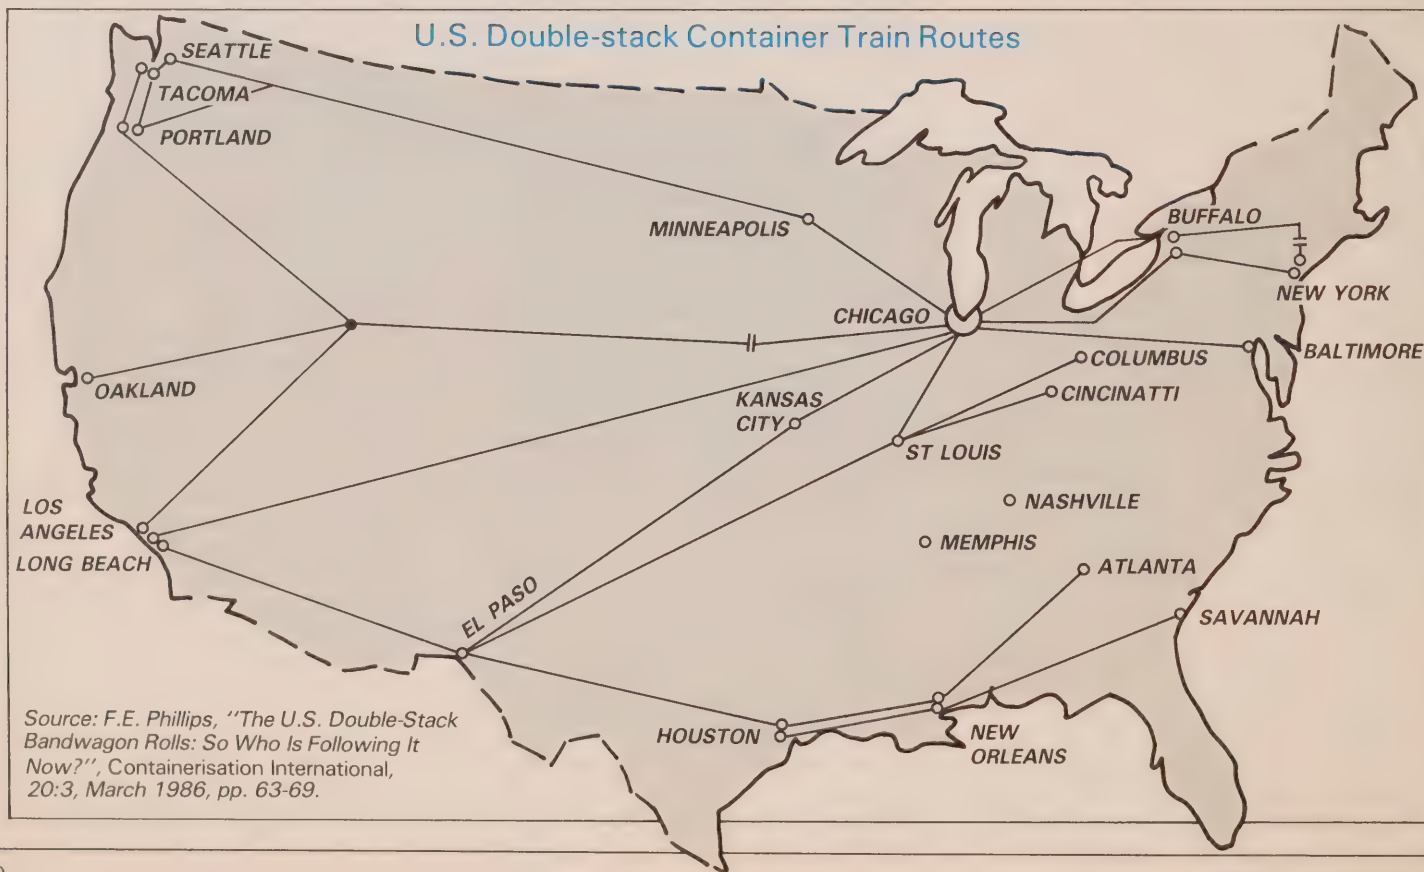 U.S. Double-stack Container Train Routes
SEATTLE
TACOMA
PORTLAND
MINNEAPOLIS
BUFFALO
NEW YORK
CHICAGO
BALTIMORE
COLUMBUS
OAKLAND
KANSAS
CITY
CINCINATTI
ST LOUIS
NASHVILLE
LOS
ANGELES
MEMPHIS
LONG BEACH
ATLANTA
EL PASO
SAVANNAH
HOUSTON
NEW
ORLEANS
Source: F.E. Phillips, "The U.S. Double-Stack
Bandwagon Rolls: So Who Is Following It
Now?", Containerisation International,
20:3, March 1986, pp. 63-69.